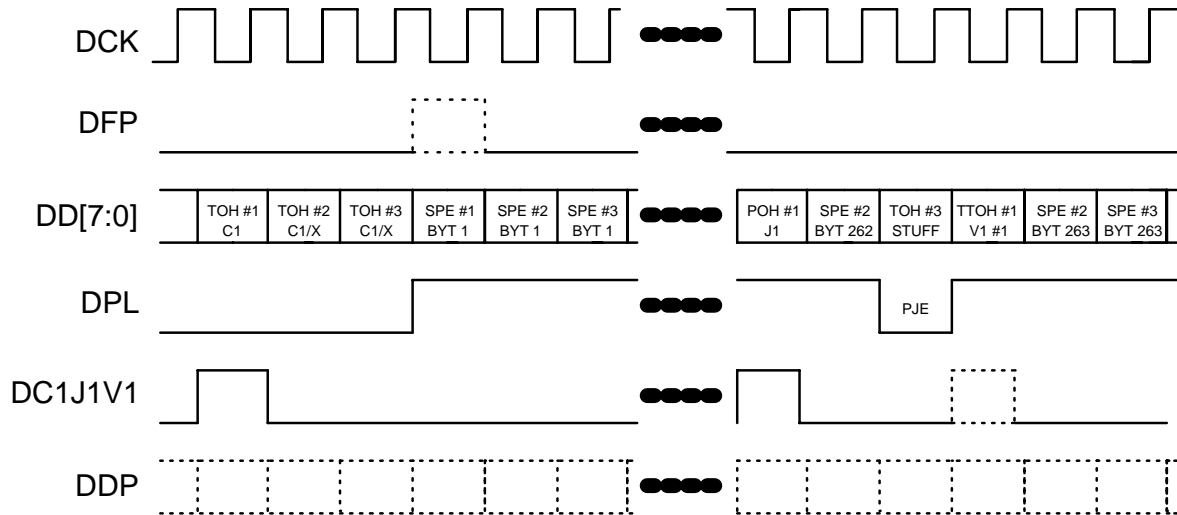 DCK
DFP
DD[7:0]
TOH #1
C1
TOH #2
C1/X
TOH #3
C1/X
SPE #1
BYT 1
SPE #2
BYT 1
SPE #3
BYT 1
POH #1
J1
SPE #2
BYT 262
TOH #3
STUFF
TTOH #1
V1 #1
SPE #2
BYT 263
SPE #3
BYT 263
DPL
PJE
DC1J1V1
DDP